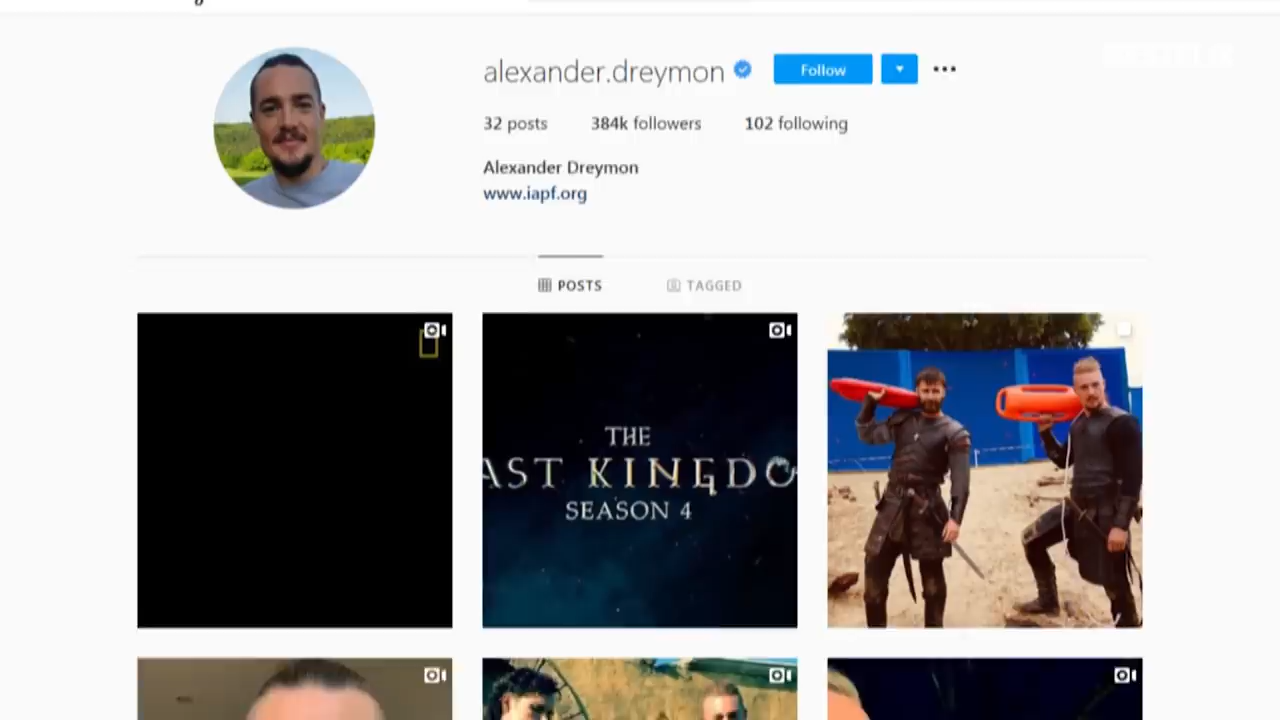 alexander.dreymon
Follow
32 posts 384k followers 102 following
Alexander Dreymon
www.iapf.org
POSTS TAGGED
THE
AST KINGDO
SEASON 4